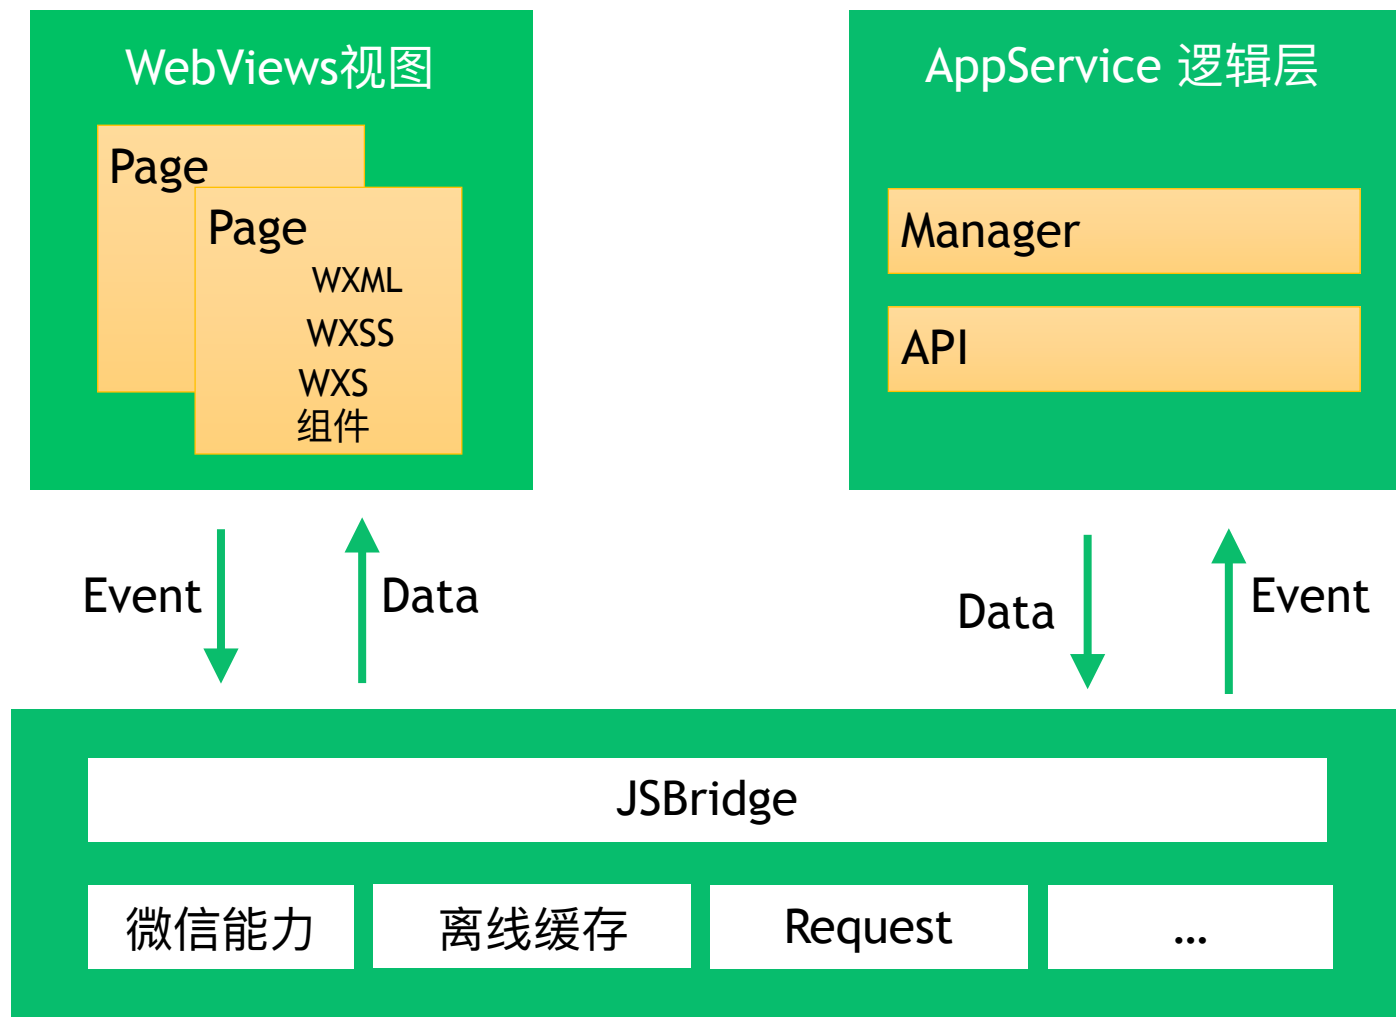 WebViews视图
Page
Page
WXML
WXSS
WXS
组件
AppService 逻辑层
Manager
API
Event
Data
Data
Event
JSBridge
微信能力
离线缓存
Request
...